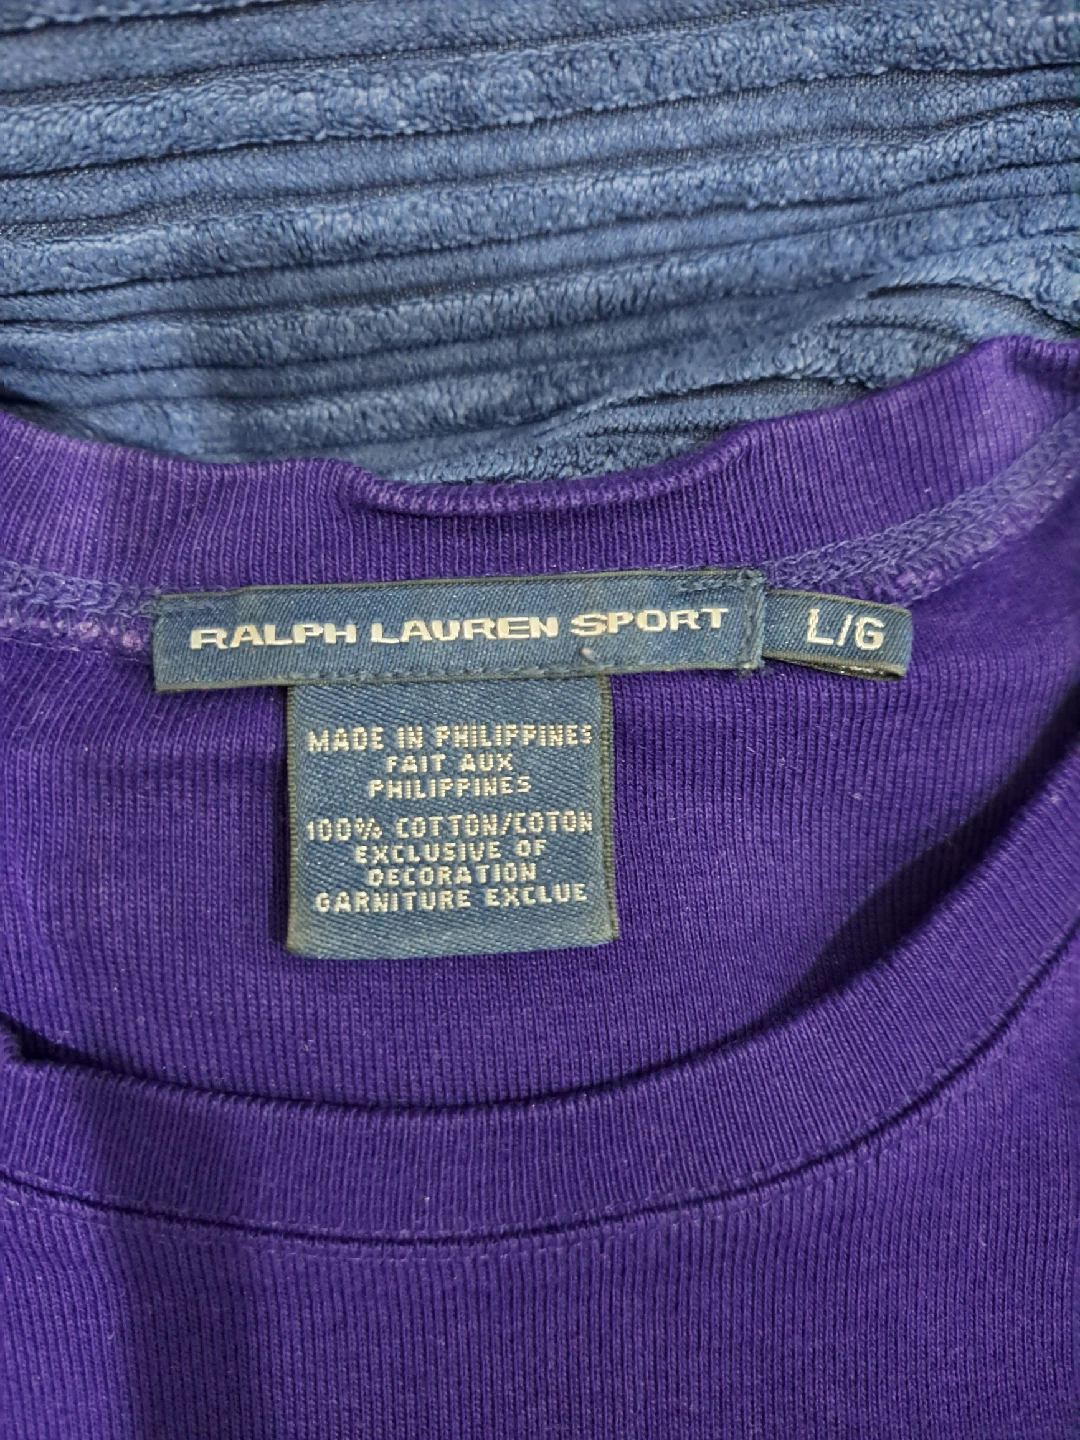 RALPH LAUREN SPORT
L/G
MADE IN PHILIPPINES
FAIT AUX
PHILIPPINES
100% COTTON/COTON
EXCLUSIVE OF
DECORATION
GARNITURE EXCLUE